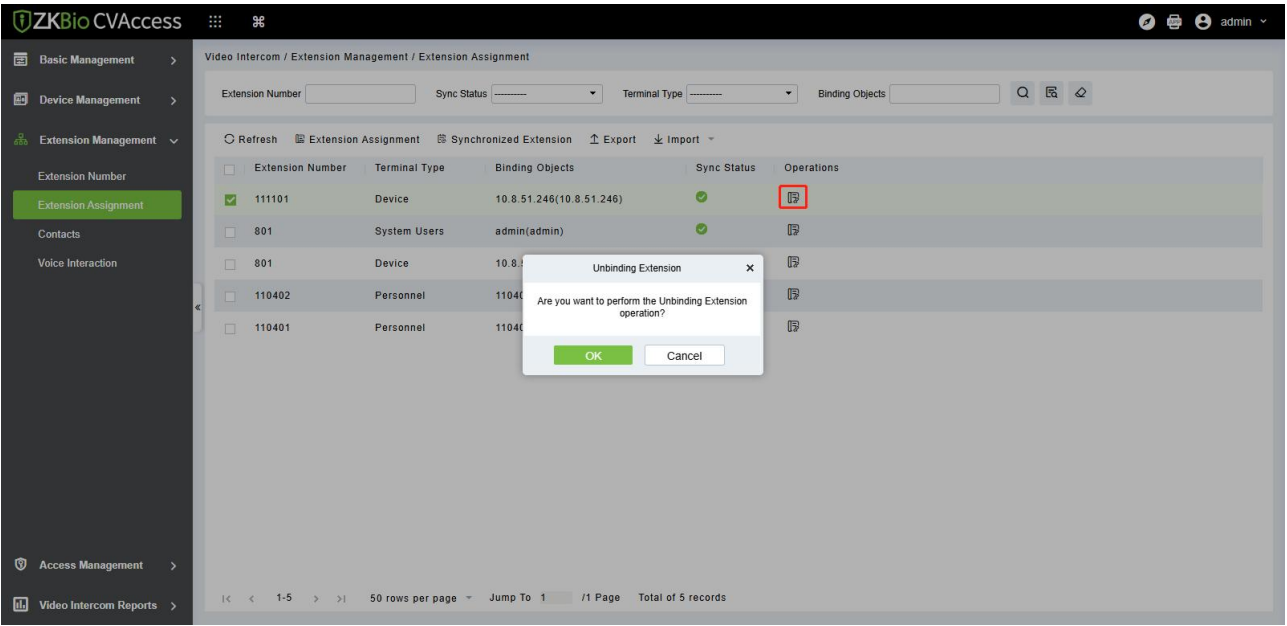 ZKBio CVAccess
admin
Basic Management
Device Management
Extension Management
Extension Number
Extension Assignment
Contacts
Voice Interaction
Access Management
Video Intercom Reports
Video Intercom / Extension Management / Extension Assignment
Extension Number Sync Status ---------- Terminal Type ---------- Binding Objects
Refresh Extension Assignment Synchronized Extension Export Import
Extension Number Terminal Type Binding Objects Sync Status Operations
111101 Device 10.8.51.246(10.8.51.246)
801 System Users admin(admin)
801 Device 10.8.
110402 Personnel 1104
110401 Personnel 1104
Unbinding Extension
Are you want to perform the Unbinding Extension
operation?
OK Cancel
1-5 50 rows per page Jump To 1 /1 Page Total of 5 records